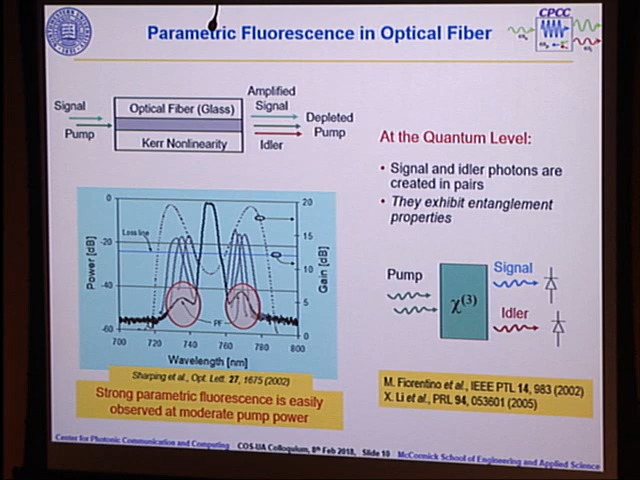 Parametric Fluorescence in Optical Fiber
CPCC
Signal
Pump
Optical Fiber (Glass)
Kerr Nonlinearity
Amplified
Signal
Idler
Depleted
Pump
At the Quantum Level:
• Signal and idler photons are
created in pairs
• They exhibit entanglement
properties
Power [dB]
0
-20
-40
-60
Loss line
PF
Gain [dB]
20
15
10
5
0
700 720 740 760 780 800
Wavelength [nm]
Pump
χ(3)
Signal
Idler
Sharping et al., Opt. Lett. 27, 1675 (2002)
Strong parametric fluorescence is easily
observed at moderate pump power
M. Fiorentino et al., IEEE PTL 14, 983 (2002)
X. Li et al., PRL 94, 053601 (2005)
Center for Photonic Communication and Computing COS-UA Colloquium, 8th Feb 2018, Slide 10 McCormick School of Engineering and Applied Science